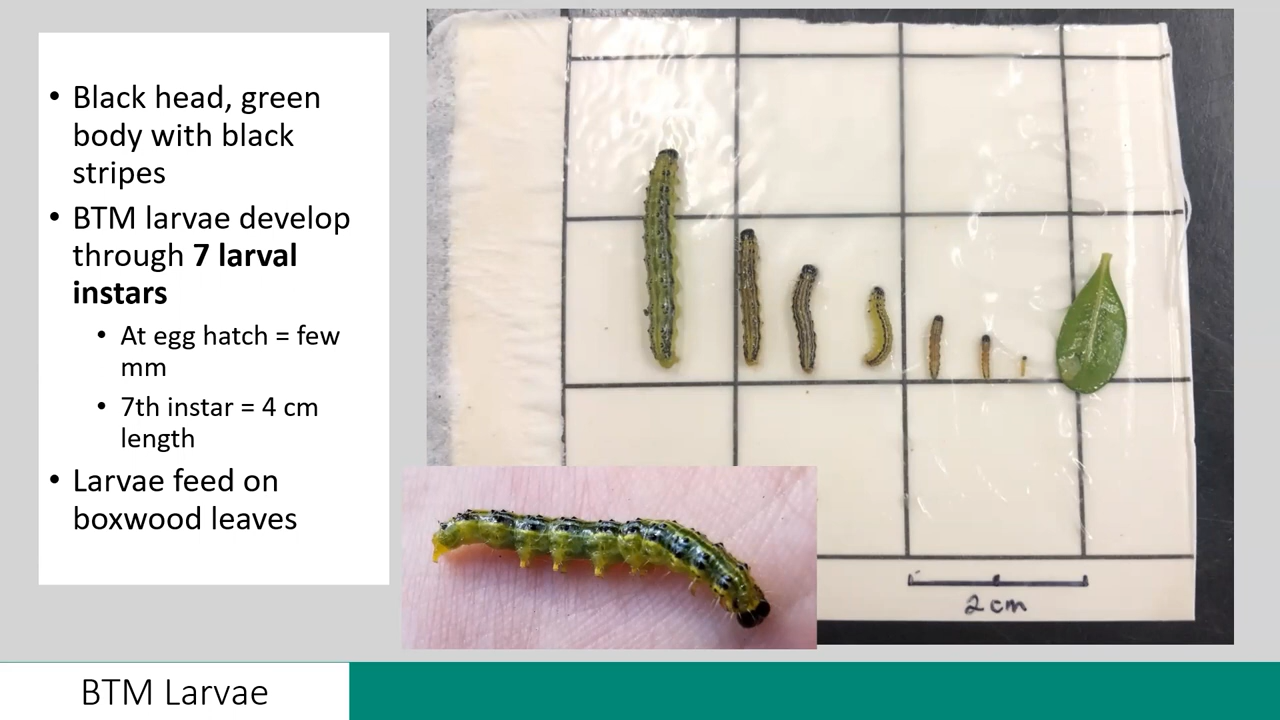 • Black head, green
body with black
stripes
• BTM larvae develop
through 7 larval
instars
• At egg hatch = few
mm
• 7th instar = 4 cm
length
• Larvae feed on
boxwood leaves
2 cm
BTM Larvae